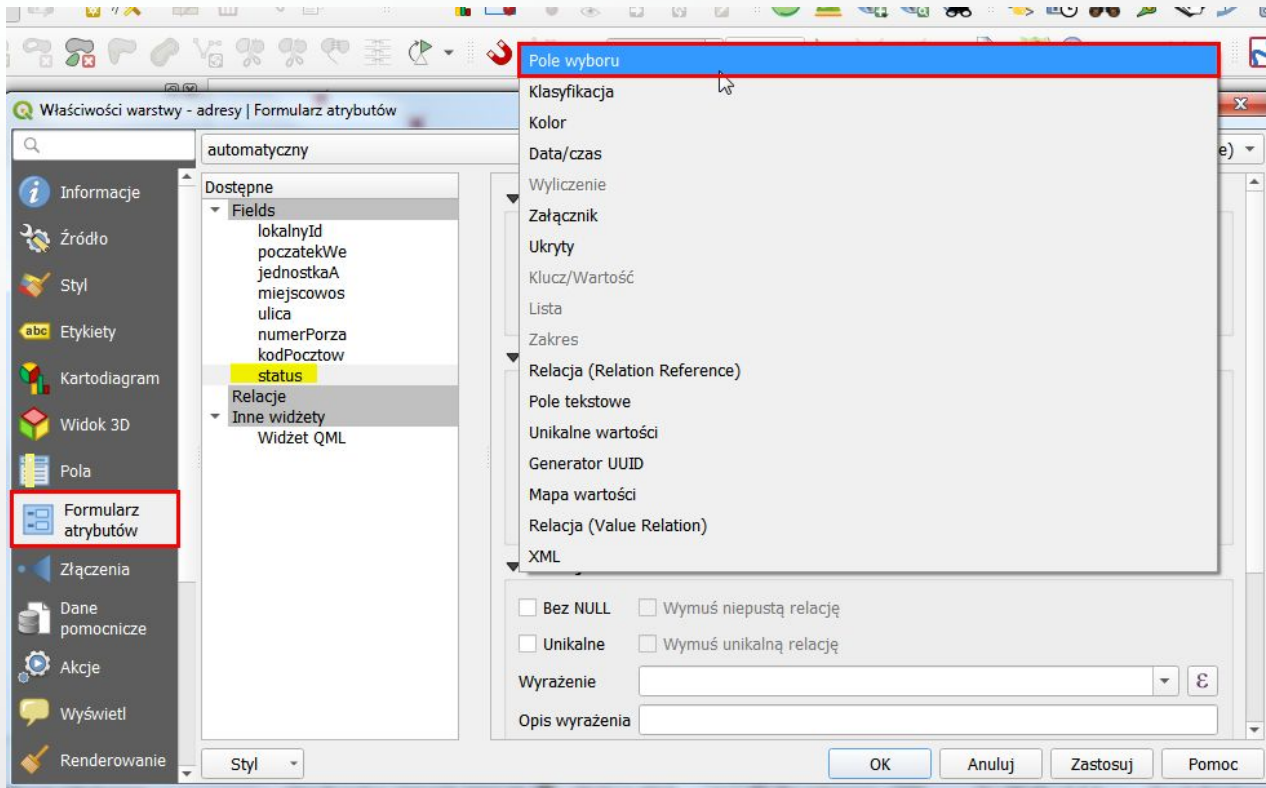 Pole wyboru
Klasyfikacja
Kolor
Data/czas
Wyliczenie
Załącznik
Ukryty
Klucz/Wartość
Lista
Zakres
Relacja (Relation Reference)
Pole tekstowe
Unikalne wartości
Generator UUID
Mapa wartości
Relacja (Value Relation)
XML
Właściwości warstwy - adresy | Formularz atrybutów
automatyczny
e)
Informacje
Źródło
Styl
abc Etykiety
Kartodiagram
Widok 3D
Pola
Formularz
atrybutów
Złączenia
Dane
pomocnicze
Akcje
Wyświetl
Renderowanie
Dostępne
Fields
lokalnyId
poczatekWe
jednostkaA
miejscowos
ulica
numerPorza
kodPocztow
status
Relacje
Inne widżety
Widżet QML
Bez NULL Wymuś niepustą relację
Unikalne Wymuś unikalną relację
Wyrażenie ε
Opis wyrażenia
Styl OK Anuluj Zastosuj Pomoc